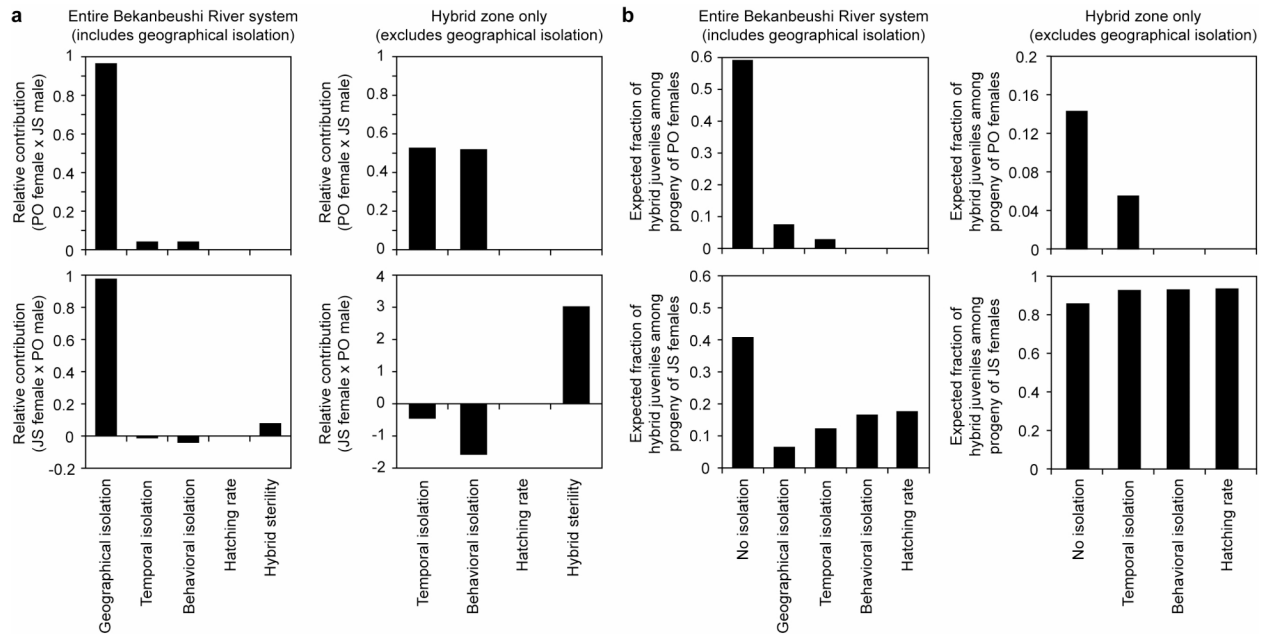 a
Entire Bekanbeushi River system
(includes geographical isolation)
Hybrid zone only
(excludes geographical isolation)
Relative contribution
(PO female x JS male)
1
0.8
0.6
0.4
0.2
0
Relative contribution
(PO female x JS male)
1
0.8
0.6
0.4
0.2
0
Relative contribution
(JS female x PO male)
1
0.8
0.6
0.4
0.2
0
-0.2
Geographical isolation
Temporal isolation
Behavioral isolation
Hatching rate
Hybrid sterility
Relative contribution
(JS female x PO male)
4
3
2
1
0
-1
-2
Temporal isolation
Behavioral isolation
Hatching rate
Hybrid sterility
b
Entire Bekanbeushi River system
(includes geographical isolation)
Hybrid zone only
(excludes geographical isolation)
Expected fraction of
hybrid juveniles among
progeny of PO females
0.6
0.5
0.4
0.3
0.2
0.1
0
Expected fraction of
hybrid juveniles among
progeny of PO females
0.2
0.16
0.12
0.08
0.04
0
Expected fraction of
hybrid juveniles among
progeny of JS females
0.6
0.5
0.4
0.3
0.2
0.1
0
No isolation
Geographical isolation
Temporal isolation
Behavioral isolation
Hatching rate
Expected fraction of
hybrid juveniles among
progeny of JS females
1
0.8
0.6
0.4
0.2
0
No isolation
Temporal isolation
Behavioral isolation
Hatching rate